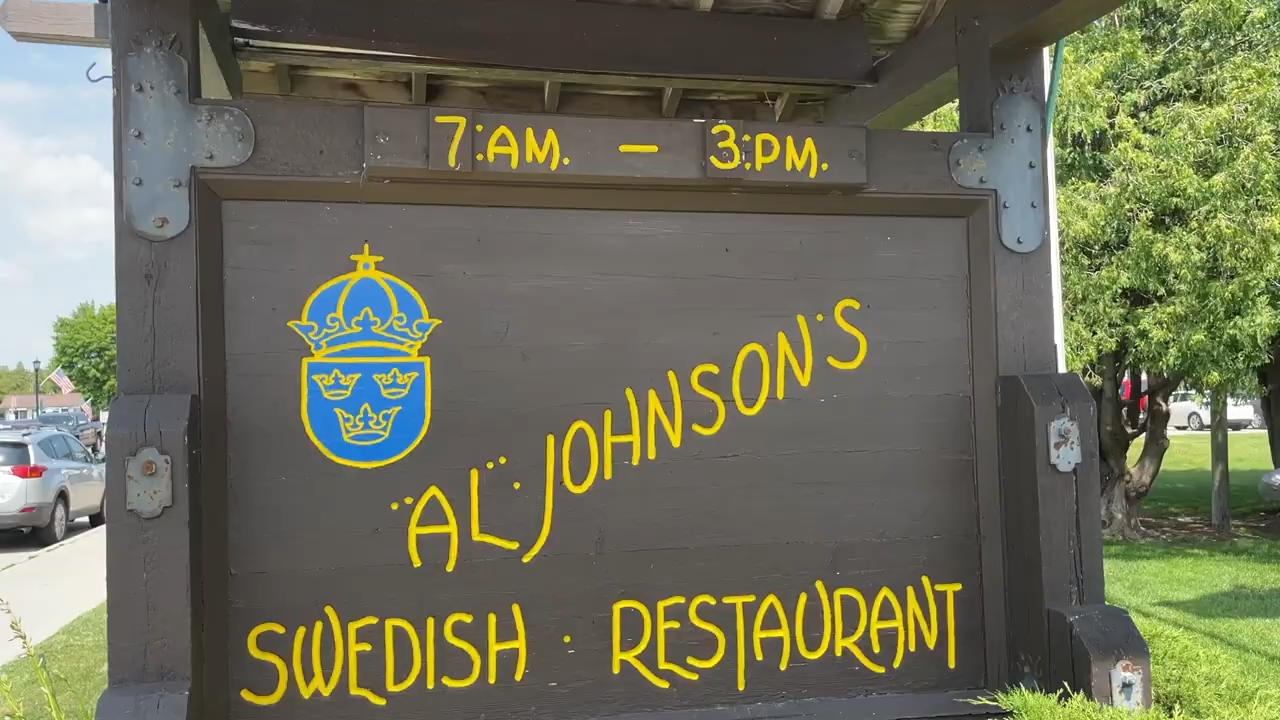 7:AM. – 3:PM.
AL JOHNSON'S
SWEDISH · RESTAURANT